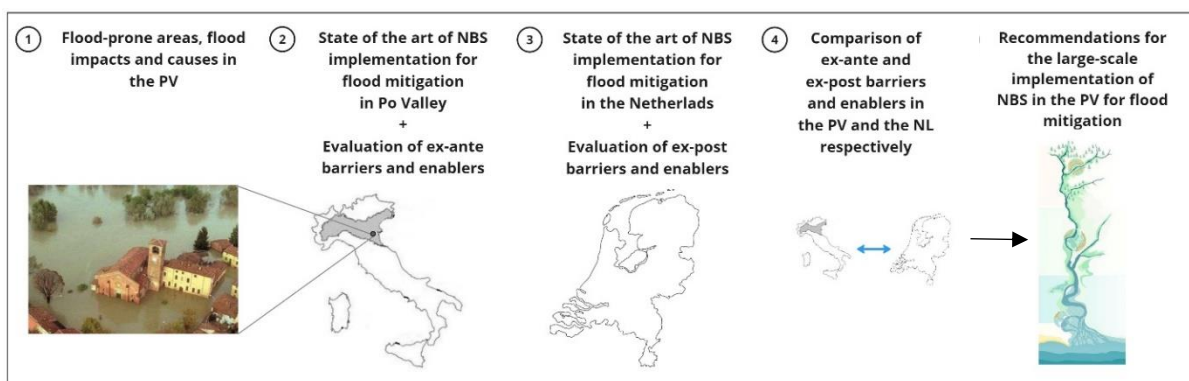 1
Flood-prone areas, flood
impacts and causes in
the PV
2
State of the art of NBS
implementation for
flood mitigation
in Po Valley
+
Evaluation of ex-ante
barriers and enablers
3
State of the art of NBS
implementation for
flood mitigation
in the Netherlads
+
Evaluation of ex-post
barriers and enablers
4
Comparison of
ex-ante and
ex-post barriers
and enablers in
the PV and the NL
respectively
Recommendations for
the large-scale
implementation of
NBS in the PV for flood
mitigation